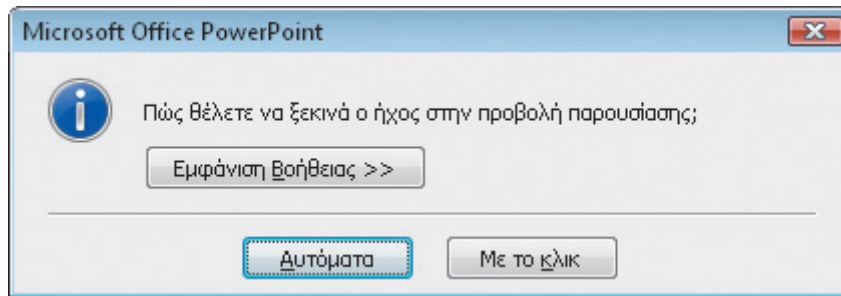 Microsoft Office PowerPoint
Πώς θέλετε να ξεκινά ο ήχος στην προβολή παρουσίασης;
Εμφάνιση Βοήθειας >>
Αυτόματα
Με το κλικ